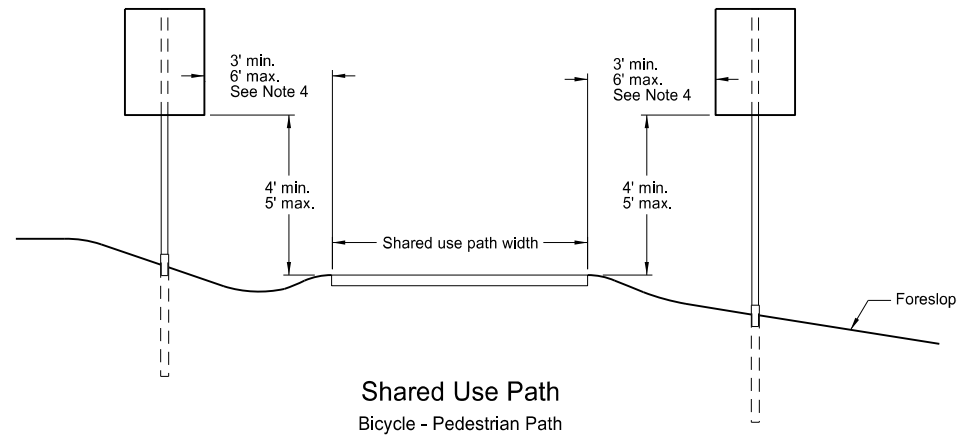 3' min.
6' max.
See Note 4
3' min.
6' max.
See Note 4
4' min.
5' max.
4' min.
5' max.
Shared use path width
Foreslop
Shared Use Path
Bicycle - Pedestrian Path